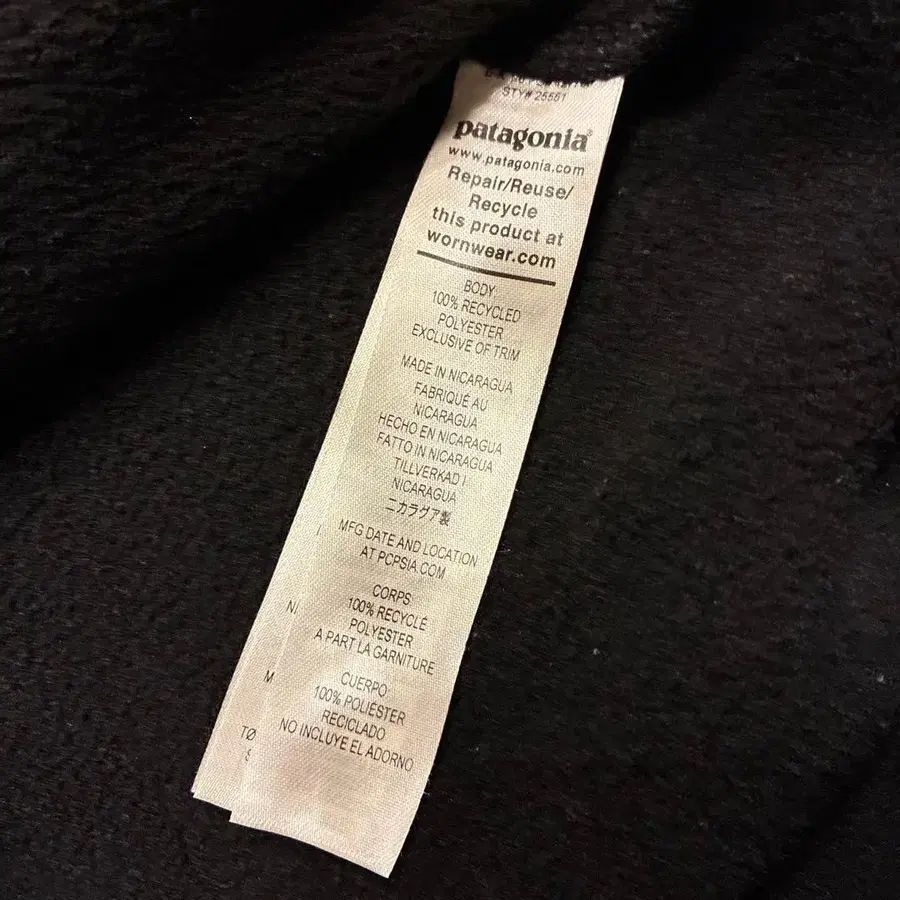 STY# 25551
patagonia®
www.patagonia.com
Repair/Reuse/
Recycle
this product at
wornwear.com
BODY
100% RECYCLED
POLYESTER
EXCLUSIVE OF TRIM
MADE IN NICARAGUA
FABRIQUÉ AU
NICARAGUA
HECHO EN NICARAGUA
FATTO IN NICARAGUA
TILLVERKAD I
NICARAGUA
ニカラグア製
MFG DATE AND LOCATION
AT PCPSIA.COM
CORPS
100% RECYCLÉ
POLYESTER
A PART LA GARNITURE
CUERPO
100% POLIÉSTER
RECICLADO
NO INCLUYE EL ADORNO
NI
M
TØ